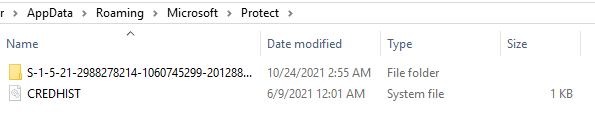 r > AppData > Roaming > Microsoft > Protect >
Name Date modified Type Size
S-1-5-21-2988278214-1060745299-201288... 10/24/2021 2:55 AM File folder
CREDHIST 6/9/2021 12:01 AM System file 1 KB